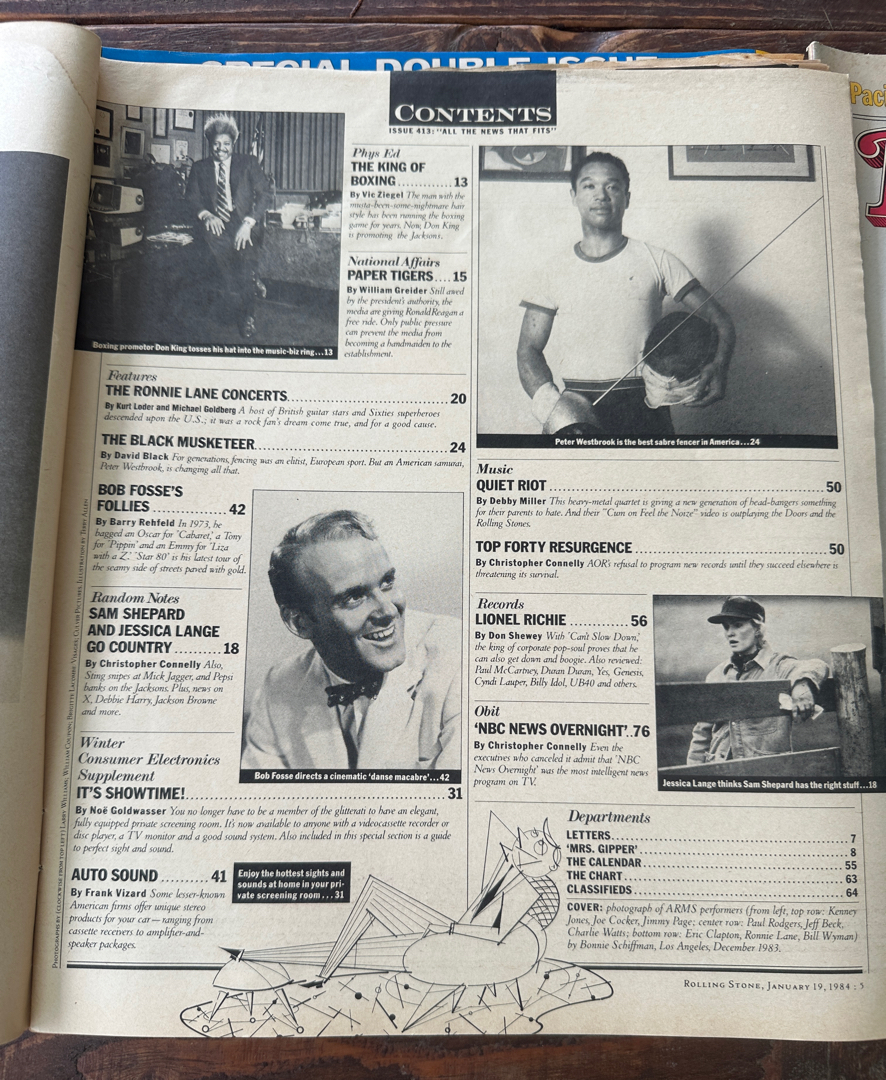 SPECIAL DOUBLE ISSUE
Paci
CONTENTS
ISSUE 413: "ALL THE NEWS THAT FITS"
Boxing promotor Don King tosses his hat into the music-biz ring...13
Phys Ed
THE KING OF
BOXING............13
By Vic Ziegel The man with the
musta-been-some-nightmare hair
style has been running the boxing
game for years. Now, Don King
is promoting the Jacksons.
National Affairs
PAPER TIGERS....15
By William Greider Still awed
by the president's authority, the
media are giving Ronald Reagan a
free ride. Only public pressure
can prevent the media from
becoming a handmaiden to the
establishment.
Features
THE RONNIE LANE CONCERTS.......20
By Kurt Loder and Michael Goldberg A host of British guitar stars and Sixties superheroes
descended upon the U.S.; it was a rock fan's dream come true, and for a good cause.
THE BLACK MUSKETEER.......24
By David Black For generations, fencing was an elitist, European sport. But an American samurai,
Peter Westbrook, is changing all that.
BOB FOSSE'S
FOLLIES..........42
By Barry Rehfeld In 1973, he
bagged an Oscar for 'Cabaret,' a Tony
for 'Pippin' and an Emmy for 'Liza
with a Z.' 'Star 80' is his latest tour of
the seamy side of streets paved with gold.
Random Notes
SAM SHEPARD
AND JESSICA LANGE
GO COUNTRY.......18
By Christopher Connelly Also,
Sting snipes at Mick Jagger, and Pepsi
banks on the Jacksons. Plus, news on
X, Debbie Harry, Jackson Browne
and more.
Bob Fosse directs a cinematic 'danse macabre'...42
Winter
Consumer Electronics
Supplement
IT'S SHOWTIME!.......31
By Noë Goldwasser You no longer have to be a member of the glitterati to have an elegant,
fully equipped private screening room. It's now available to anyone with a videocassette recorder or
disc player, a TV monitor and a good sound system. Also included in this special section is a guide
to perfect sight and sound.
AUTO SOUND.......41
By Frank Vizard Some lesser-known
American firms offer unique stereo
products for your car—ranging from
cassette receivers to amplifier-and-
speaker packages.
Enjoy the hottest sights and
sounds at home in your pri-
vate screening room...31
Peter Westbrook is the best sabre fencer in America...24
Music
QUIET RIOT.......50
By Debby Miller This heavy-metal quartet is giving a new generation of head-bangers something
for their parents to hate. And their "Cum on Feel the Noize" video is outplaying the Doors and the
Rolling Stones.
TOP FORTY RESURGENCE.......50
By Christopher Connelly AOR's refusal to program new records until they succeed elsewhere is
threatening its survival.
Records
LIONEL RICHIE.......56
By Don Shewey With 'Can't Slow Down,'
the king of corporate pop-soul proves that he
can also get down and boogie. Also reviewed:
Paul McCartney, Duran Duran, Yes, Genesis,
Cyndi Lauper, Billy Idol, UB40 and others.
Obit
'NBC NEWS OVERNIGHT'..76
By Christopher Connelly Even the
executives who canceled it admit that 'NBC
News Overnight' was the most intelligent news
program on TV.
Jessica Lange thinks Sam Shepard has the right stuff...18
Departments
LETTERS.......7
'MRS. GIPPER'.......8
THE CALENDAR.......55
THE CHART.......63
CLASSIFIEDS.......64
COVER: photograph of ARMS performers (from left, top row: Kenney
Jones, Joe Cocker, Jimmy Page; center row: Paul Rodgers, Jeff Beck,
Charlie Watts; bottom row: Eric Clapton, Ronnie Lane, Bill Wyman)
by Bonnie Schiffman, Los Angeles, December 1983.
ROLLING STONE, JANUARY 19, 1984 : 5